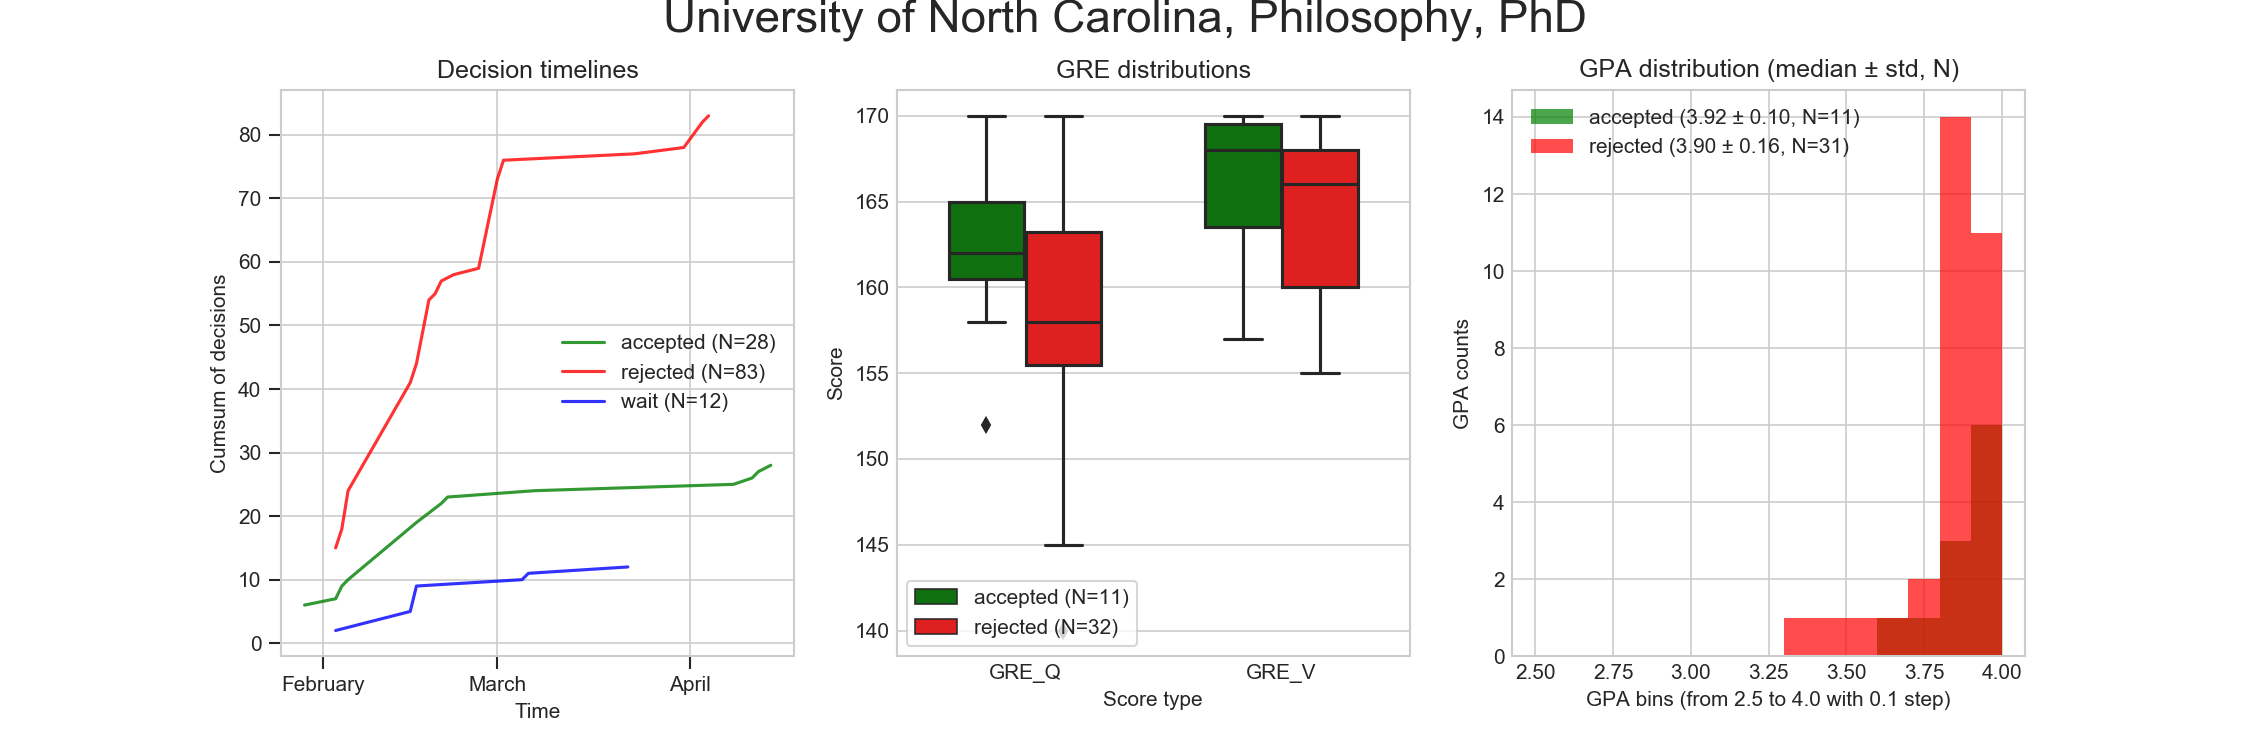 University of North Carolina, Philosophy, PhD
Decision timelines
80
70
60
50
40
30
20
10
0
Cumsum of decisions
accepted (N=28)
rejected (N=83)
wait (N=12)
February
March
April
Time
GRE distributions
170
165
160
155
150
145
140
Score
accepted (N=11)
rejected (N=32)
GRE_Q
GRE_V
Score type
GPA distribution (median ± std, N)
14
12
10
8
6
4
2
0
GPA counts
accepted (3.92 ± 0.10, N=11)
rejected (3.90 ± 0.16, N=31)
2.50
2.75
3.00
3.25
3.50
3.75
4.00
GPA bins (from 2.5 to 4.0 with 0.1 step)